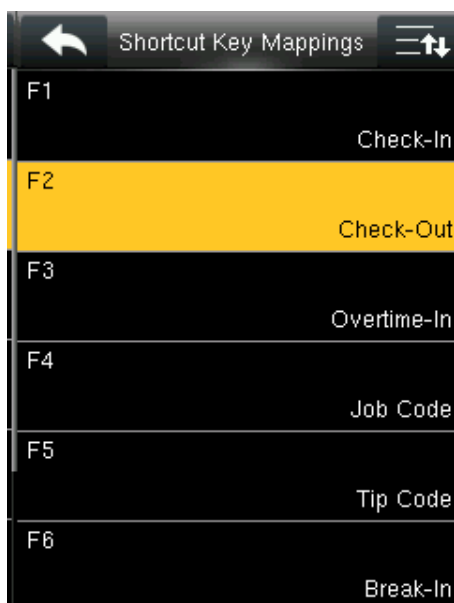 Shortcut Key Mappings
F1
Check-In
F2
Check-Out
F3
Overtime-In
F4
Job Code
F5
Tip Code
F6
Break-In